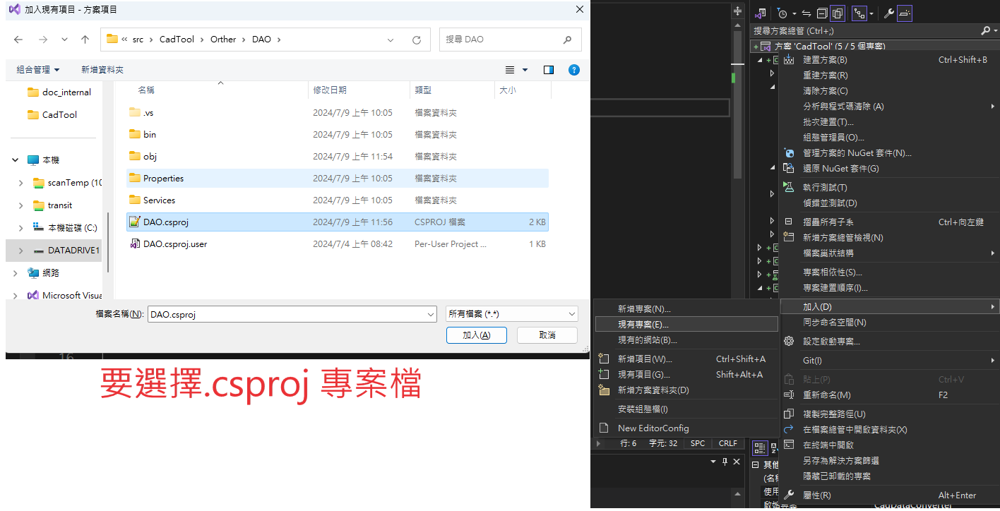 加入現有項目 - 方案項目
src
CadTool
Orther
DAO
搜尋 DAO
組合管理
新增資料夾
doc_internal
CadTool
本機
scanTemp (10
transit
本機磁碟 (C:)
DATADRIVE1
網路
Microsoft Visua
名稱 修改日期 類型 大小
.vs 2024/7/9 上午 10:05 檔案資料夾
bin 2024/7/9 上午 10:05 檔案資料夾
obj 2024/7/9 上午 11:54 檔案資料夾
Properties 2024/7/9 上午 10:05 檔案資料夾
Services 2024/7/9 上午 10:05 檔案資料夾
DAO.csproj 2024/7/9 上午 11:56 CSPROJ 檔案 2 KB
DAO.csproj.user 2024/7/4 上午 08:42 Per-User Project ... 1 KB
檔案名稱(N): DAO.csproj
所有檔案 (*.*)
加入(A)
取消
16
要選擇.csproj 專案檔
搜尋方案總管 (Ctrl+;)
方案 'CadTool' (5 / 5 個專案)
建置方案(B) Ctrl+Shift+B
重建方案(R)
清除方案(C)
分析與程式碼清除 (A)
批次建置(T)...
組態管理員(O)...
管理方案的 NuGet 套件(N)...
還原 NuGet 套件(G)
執行測試(T)
偵錯並測試(D)
摺疊所有子系 Ctrl+向左鍵
新增方案總管檢視(N)
檔案巢狀結構
專案相依性(S)...
專案建置順序(I)...
加入(D)
同步命名空間(N)
設定啟動專案...
Git(I)
貼上(P) Ctrl+V
重新命名(M) F2
複製完整路徑(U)
在檔案總管中開啟資料夾(X)
在終端中開啟
另存為解決方案篩選
隱藏已卸載的專案
屬性(R) Alt+Enter
新增專案(N)...
現有專案(E)...
現有的網站(B)...
新增項目(W)... Ctrl+Shift+A
現有項目(G)... Shift+Alt+A
新增方案資料夾(D)
安裝組態檔(I)
New EditorConfig
行: 6 字元: 32 SPC CRLF
其他
(名稱
使用